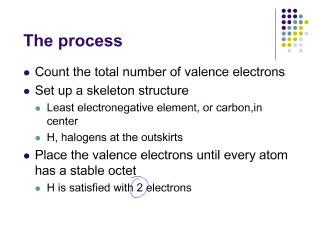 The process
Count the total number of valence electrons
Set up a skeleton structure
Least electronegative element, or carbon,in
center
H, halogens at the outskirts
Place the valence electrons until every atom
has a stable octet
H is satisfied with 2 electrons